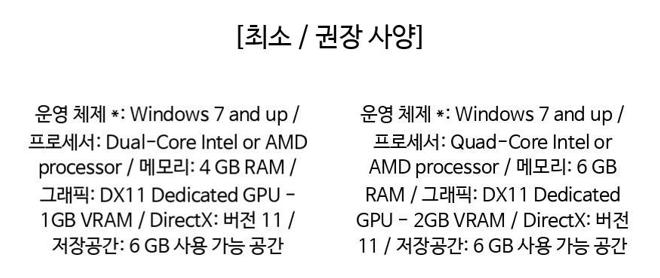 [최소 / 권장 사양]
운영 체제 *: Windows 7 and up /
프로세서: Dual-Core Intel or AMD
processor / 메모리: 4 GB RAM /
그래픽: DX11 Dedicated GPU -
1GB VRAM / DirectX: 버전 11 /
저장공간: 6 GB 사용 가능 공간
운영 체제 *: Windows 7 and up /
프로세서: Quad-Core Intel or
AMD processor / 메모리: 6 GB
RAM / 그래픽: DX11 Dedicated
GPU - 2GB VRAM / DirectX: 버전
11 / 저장공간: 6 GB 사용 가능 공간